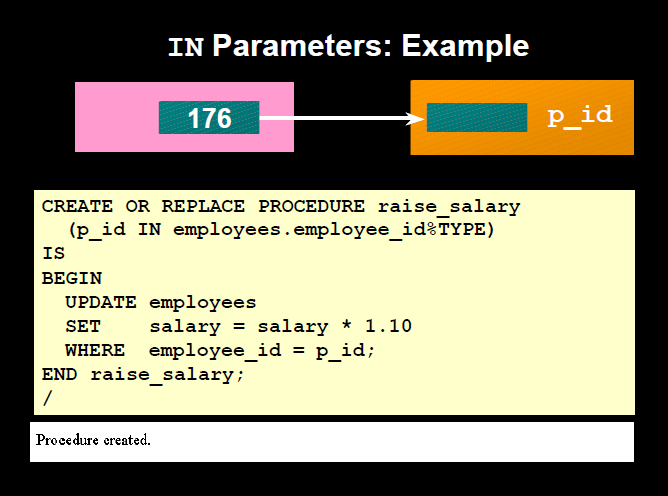 IN Parameters: Example
176
p_id
CREATE OR REPLACE PROCEDURE raise_salary
(p_id IN employees.employee_id%TYPE)
IS
BEGIN
UPDATE employees
SET salary = salary * 1.10
WHERE employee_id = p_id;
END raise_salary;
/
Procedure created.